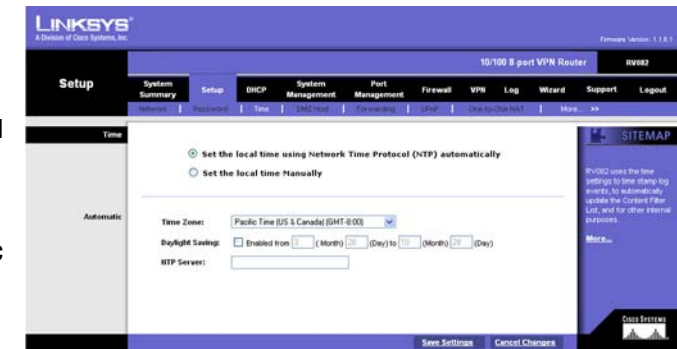 LINKSYS®
A Division of Cisco Systems, Inc.
Firmware Version: 1.1.6.1
10/100 8-port VPN Router
RV082
Setup
System Summary
Setup
DHCP
System Management
Port Management
Firewall
VPN
Log
Wizard
Support
Logout
Network | Password | Time | DMZ Host | Forwarding | UPnP | One-to-One NAT | More... >>
Time
SITEMAP
Set the local time using Network Time Protocol (NTP) automatically
Set the local time Manually
RV082 uses the time
settings to time stamp log
events, to automatically
update the Content Filter
List, and for other internal
purposes.
More...
Automatic
Time Zone: Pacific Time (US & Canada) (GMT-8:00)
Daylight Saving: Enabled from 3 (Month) 28 (Day) to 10 (Month) 28 (Day)
NTP Server:
CISCO SYSTEMS
Save Settings
Cancel Changes